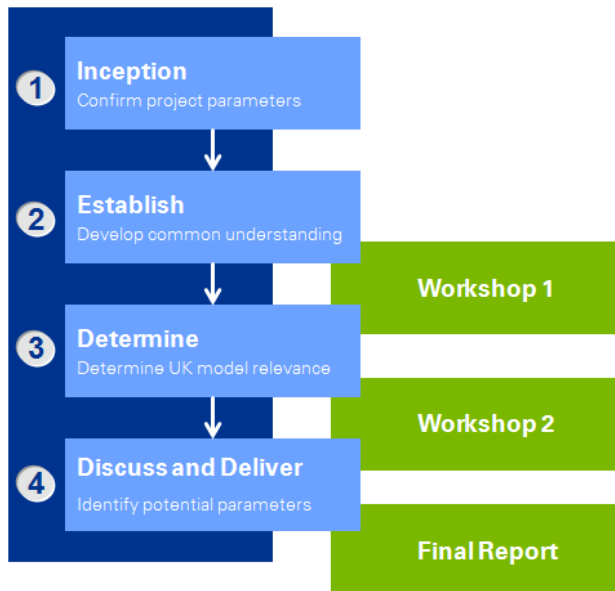 1
Inception
Confirm project parameters
2
Establish
Develop common understanding
Workshop 1
3
Determine
Determine UK model relevance
Workshop 2
4
Discuss and Deliver
Identify potential parameters
Final Report